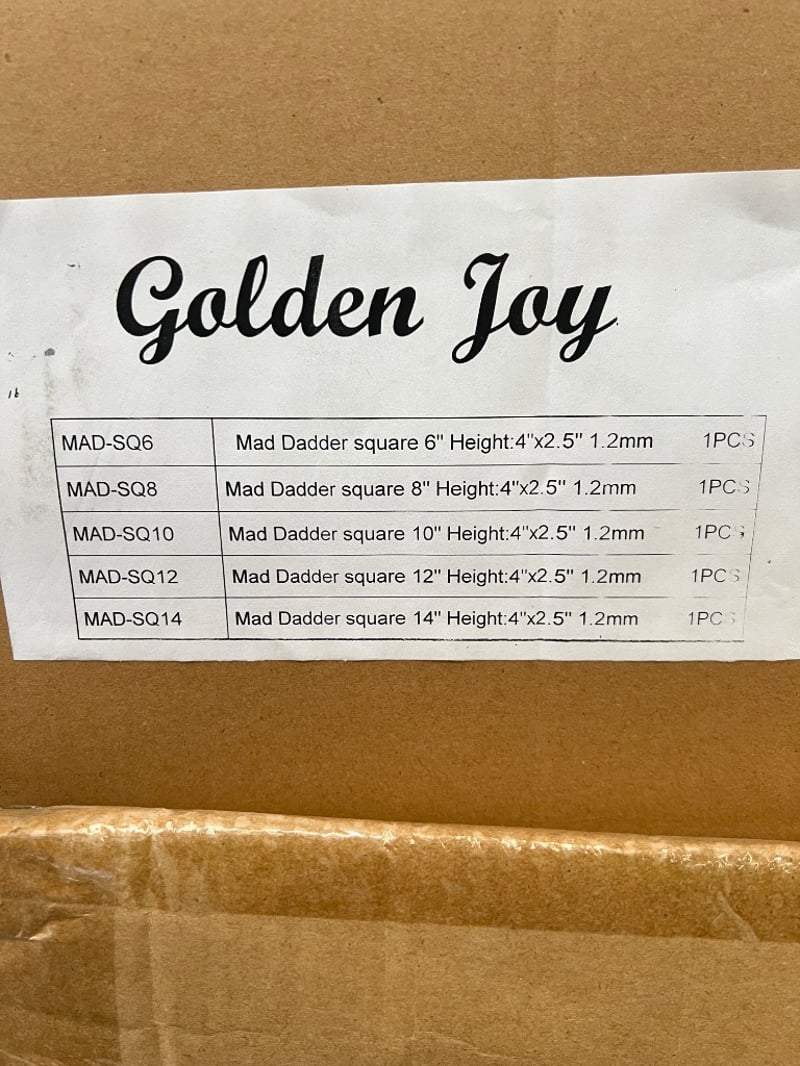 Golden Joy
MAD-SQ6 Mad Dadder square 6" Height:4"x2.5" 1.2mm 1PCS
MAD-SQ8 Mad Dadder square 8" Height:4"x2.5" 1.2mm 1PCS
MAD-SQ10 Mad Dadder square 10" Height:4"x2.5" 1.2mm 1PCS
MAD-SQ12 Mad Dadder square 12" Height:4"x2.5" 1.2mm 1PCS
MAD-SQ14 Mad Dadder square 14" Height:4"x2.5" 1.2mm 1PCS